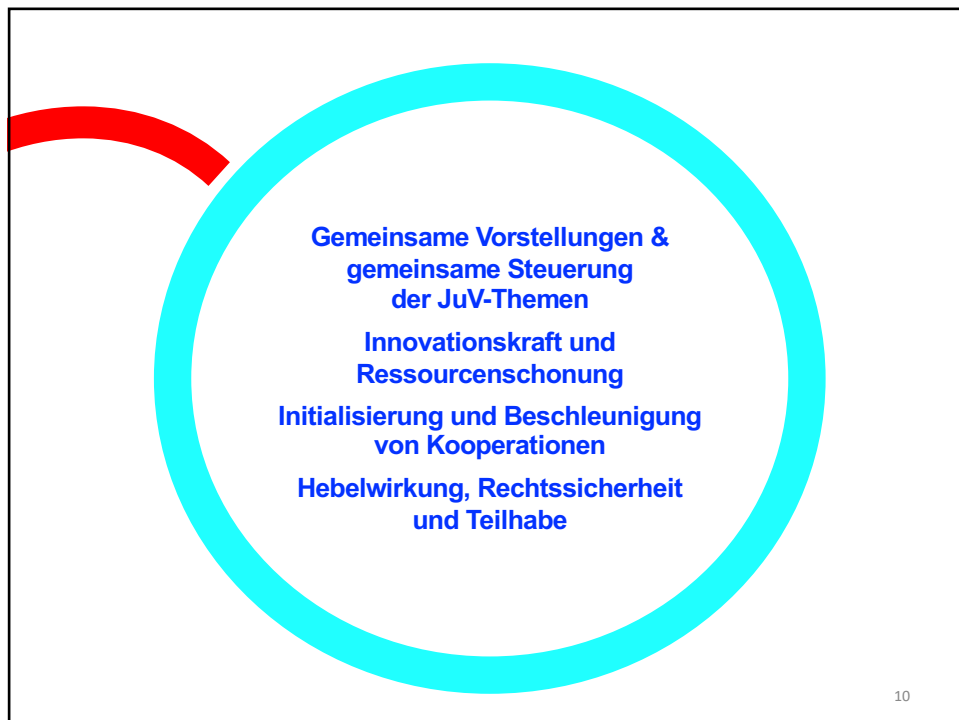 Gemeinsame Vorstellungen &
gemeinsame Steuerung
der JuV-Themen
Innovationskraft und
Ressourcenschonung
Initialisierung und Beschleunigung
von Kooperationen
Hebelwirkung, Rechtssicherheit
und Teilhabe
10